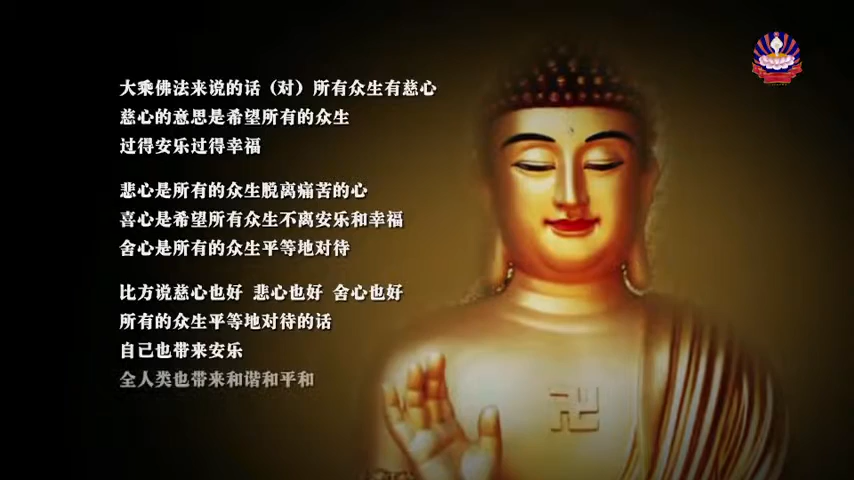 大乘佛法来说的话（对）所有众生有慈心
慈心的意思是希望所有的众生
过得安乐过得幸福
悲心是所有的众生脱离痛苦的心
喜心是希望所有众生不离安乐和幸福
舍心是所有的众生平等地对待
比方说慈心也好 悲心也好 舍心也好
所有的众生平等地对待的话
自己也带来安乐
全人类也带来和谐和平和